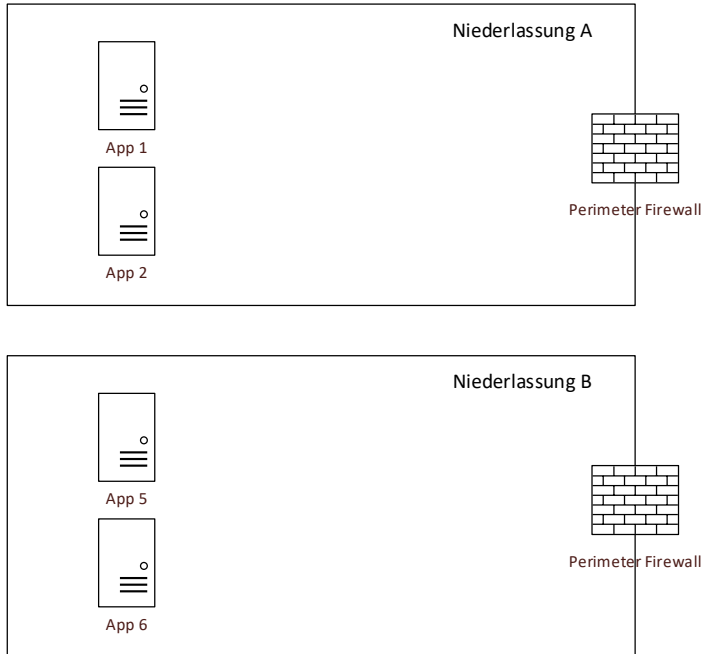 Niederlassung A
App 1
Perimeter Firewall
App 2
Niederlassung B
App 5
Perimeter Firewall
App 6